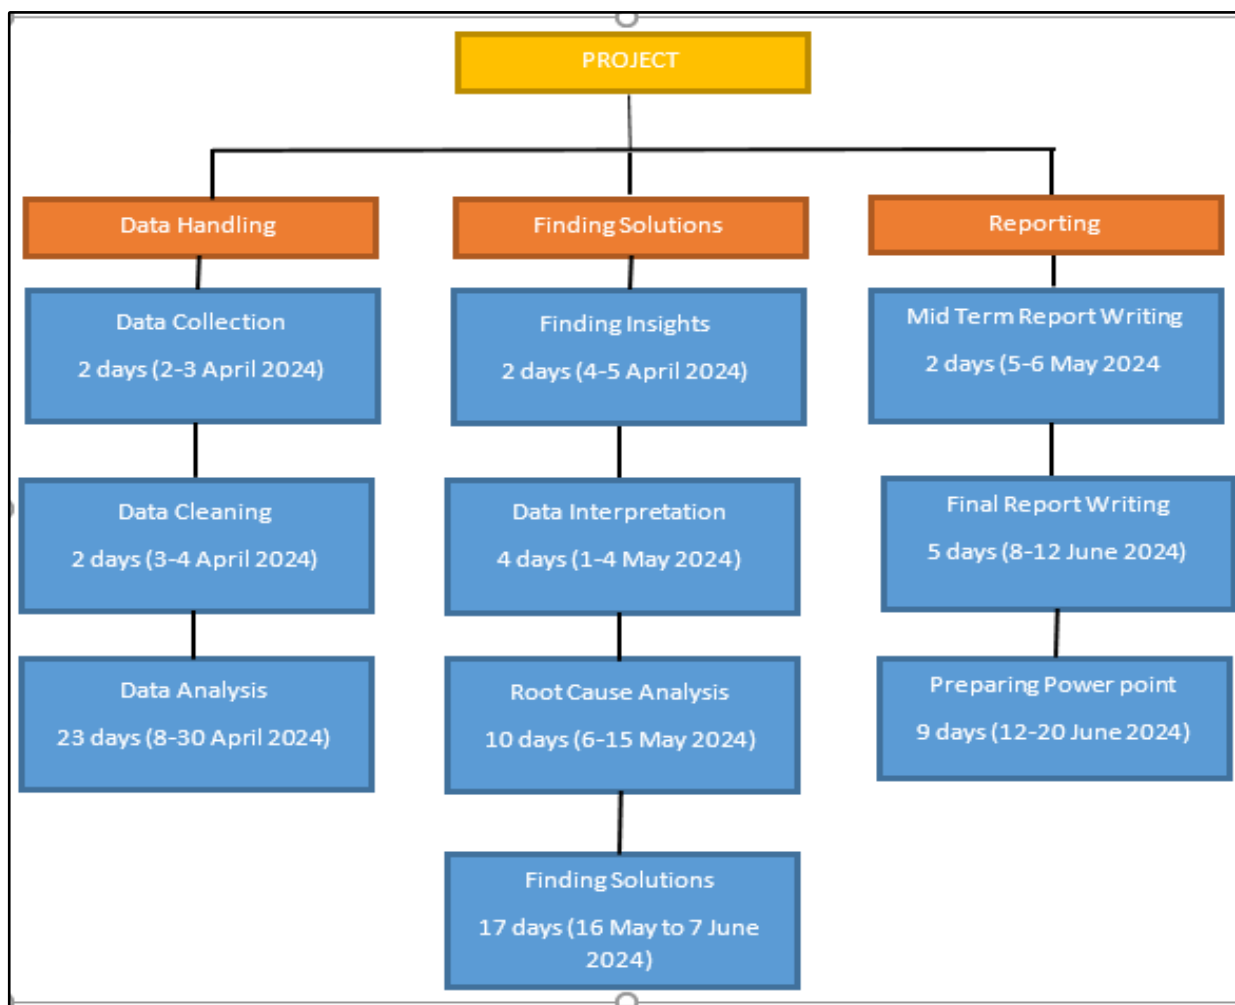 PROJECT
Data Handling
Finding Solutions
Reporting
Data Collection
2 days (2-3 April 2024)
Finding Insights
2 days (4-5 April 2024)
Mid Term Report Writing
2 days (5-6 May 2024
Data Cleaning
2 days (3-4 April 2024)
Data Interpretation
4 days (1-4 May 2024)
Final Report Writing
5 days (8-12 June 2024)
Data Analysis
23 days (8-30 April 2024)
Root Cause Analysis
10 days (6-15 May 2024)
Preparing Power point
9 days (12-20 June 2024)
Finding Solutions
17 days (16 May to 7 June
2024)